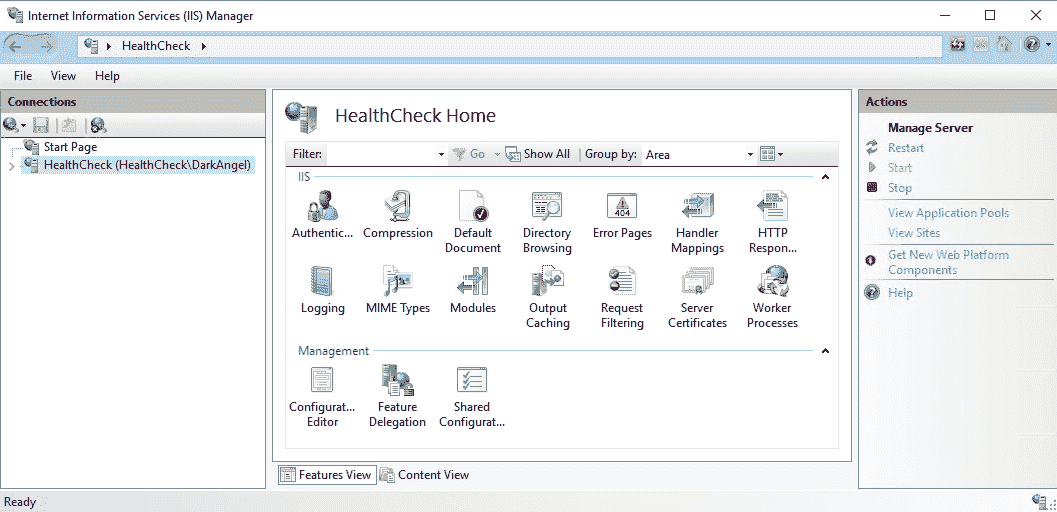 Internet Information Services (IIS) Manager
HealthCheck
File View Help
Connections
Start Page
HealthCheck (HealthCheck\DarkAngel)
HealthCheck Home
Filter: Go Show All Group by: Area
IIS
Authentic... Compression Default Document Directory Browsing Error Pages 404 Handler Mappings HTTP Respon...
Logging MIME Types Modules Output Caching Request Filtering Server Certificates Worker Processes
Management
Configurat... Editor Feature Delegation Shared Configurat...
Features View Content View
Actions
Manage Server
Restart
Start
Stop
View Application Pools
View Sites
Get New Web Platform
Components
Help
Ready